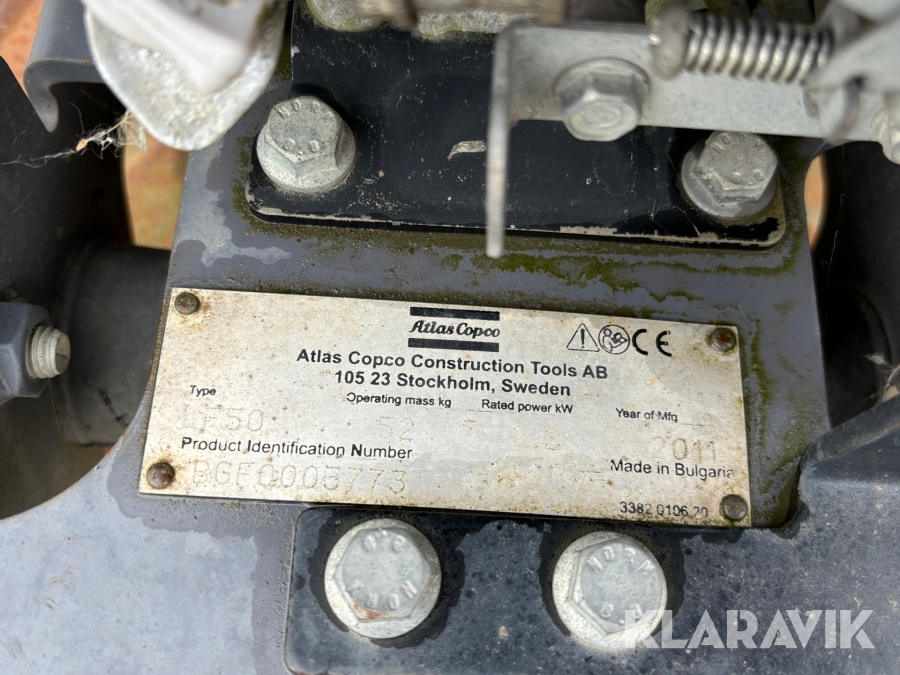 Atlas Copco
CE
Atlas Copco Construction Tools AB
105 23 Stockholm, Sweden
Type Operating mass kg Rated power kW Year of Mfg
LF50 52 2011
Product Identification Number
Made in Bulgaria
3382 0106 20
KLARAVIK